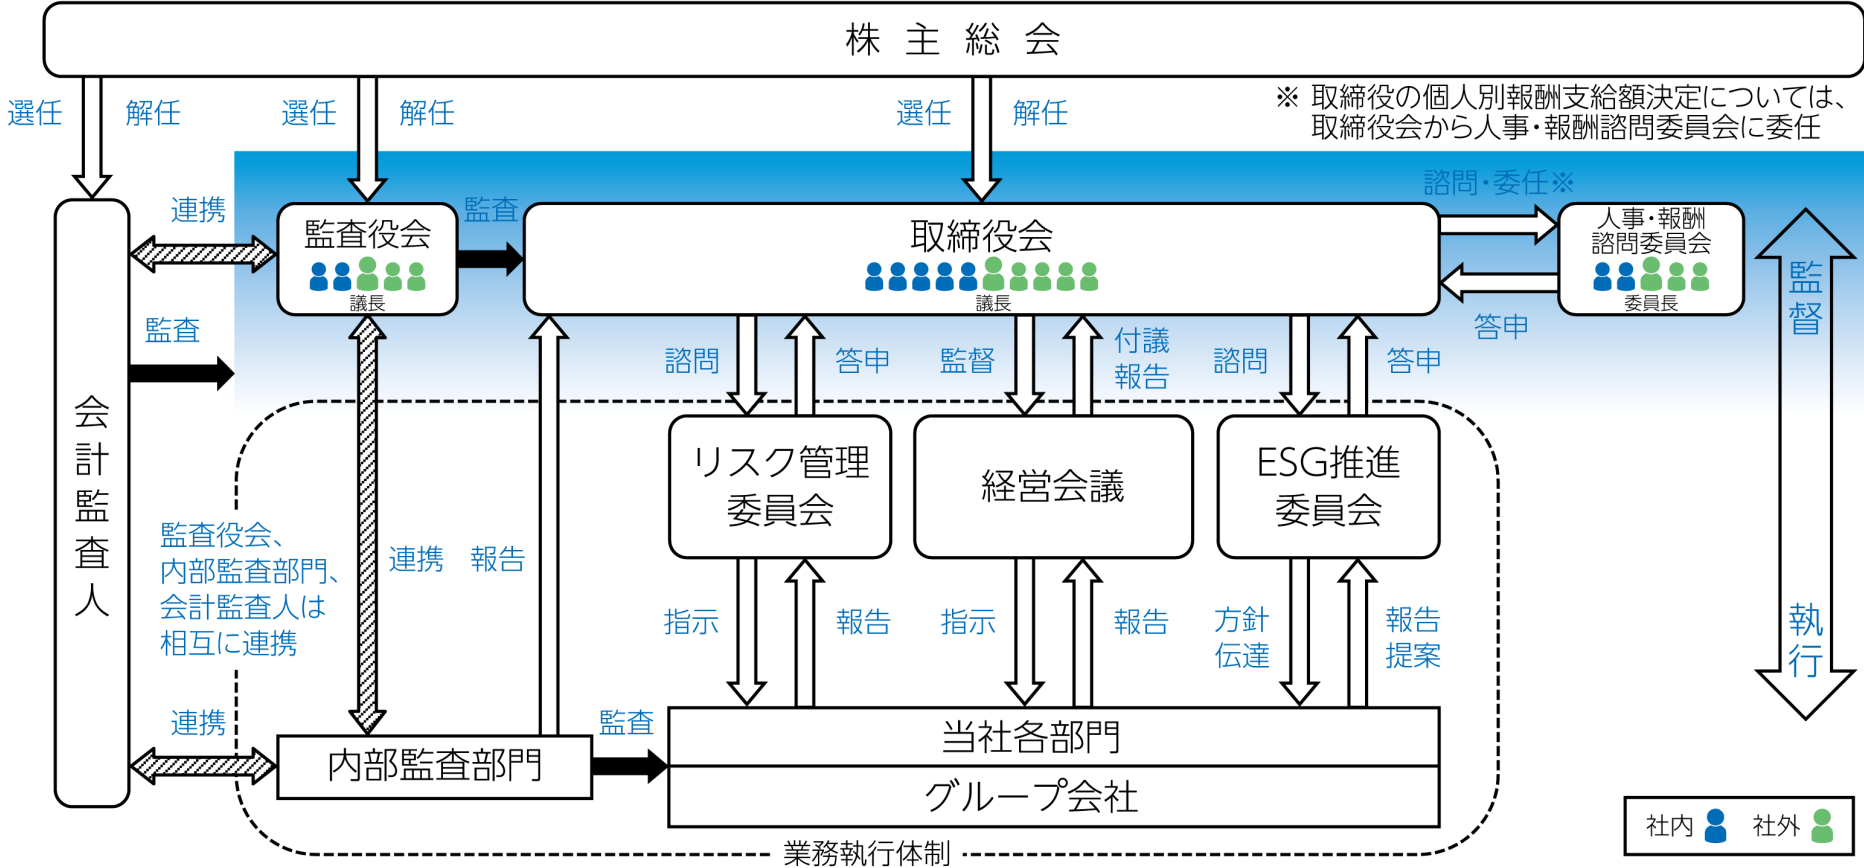 株主総会
選任 解任
選任 解任
選任 解任
※ 取締役の個人別報酬支給額決定については、
取締役会から人事・報酬諮問委員会に委任
諮問・委任※
連携
監査役会
議長
監査
取締役会
議長
人事・報酬
諮問委員会
委員長
答申
監督
執行
監査
会計監査人
諮問
答申
監督
付議
報告
諮問
答申
リスク管理
委員会
経営会議
ESG推進
委員会
監査役会、
内部監査部門、
会計監査人は
相互に連携
連携
報告
指示
報告
指示
報告
方針
伝達
報告
提案
連携
内部監査部門
監査
当社各部門
グループ会社
業務執行体制
社内
社外